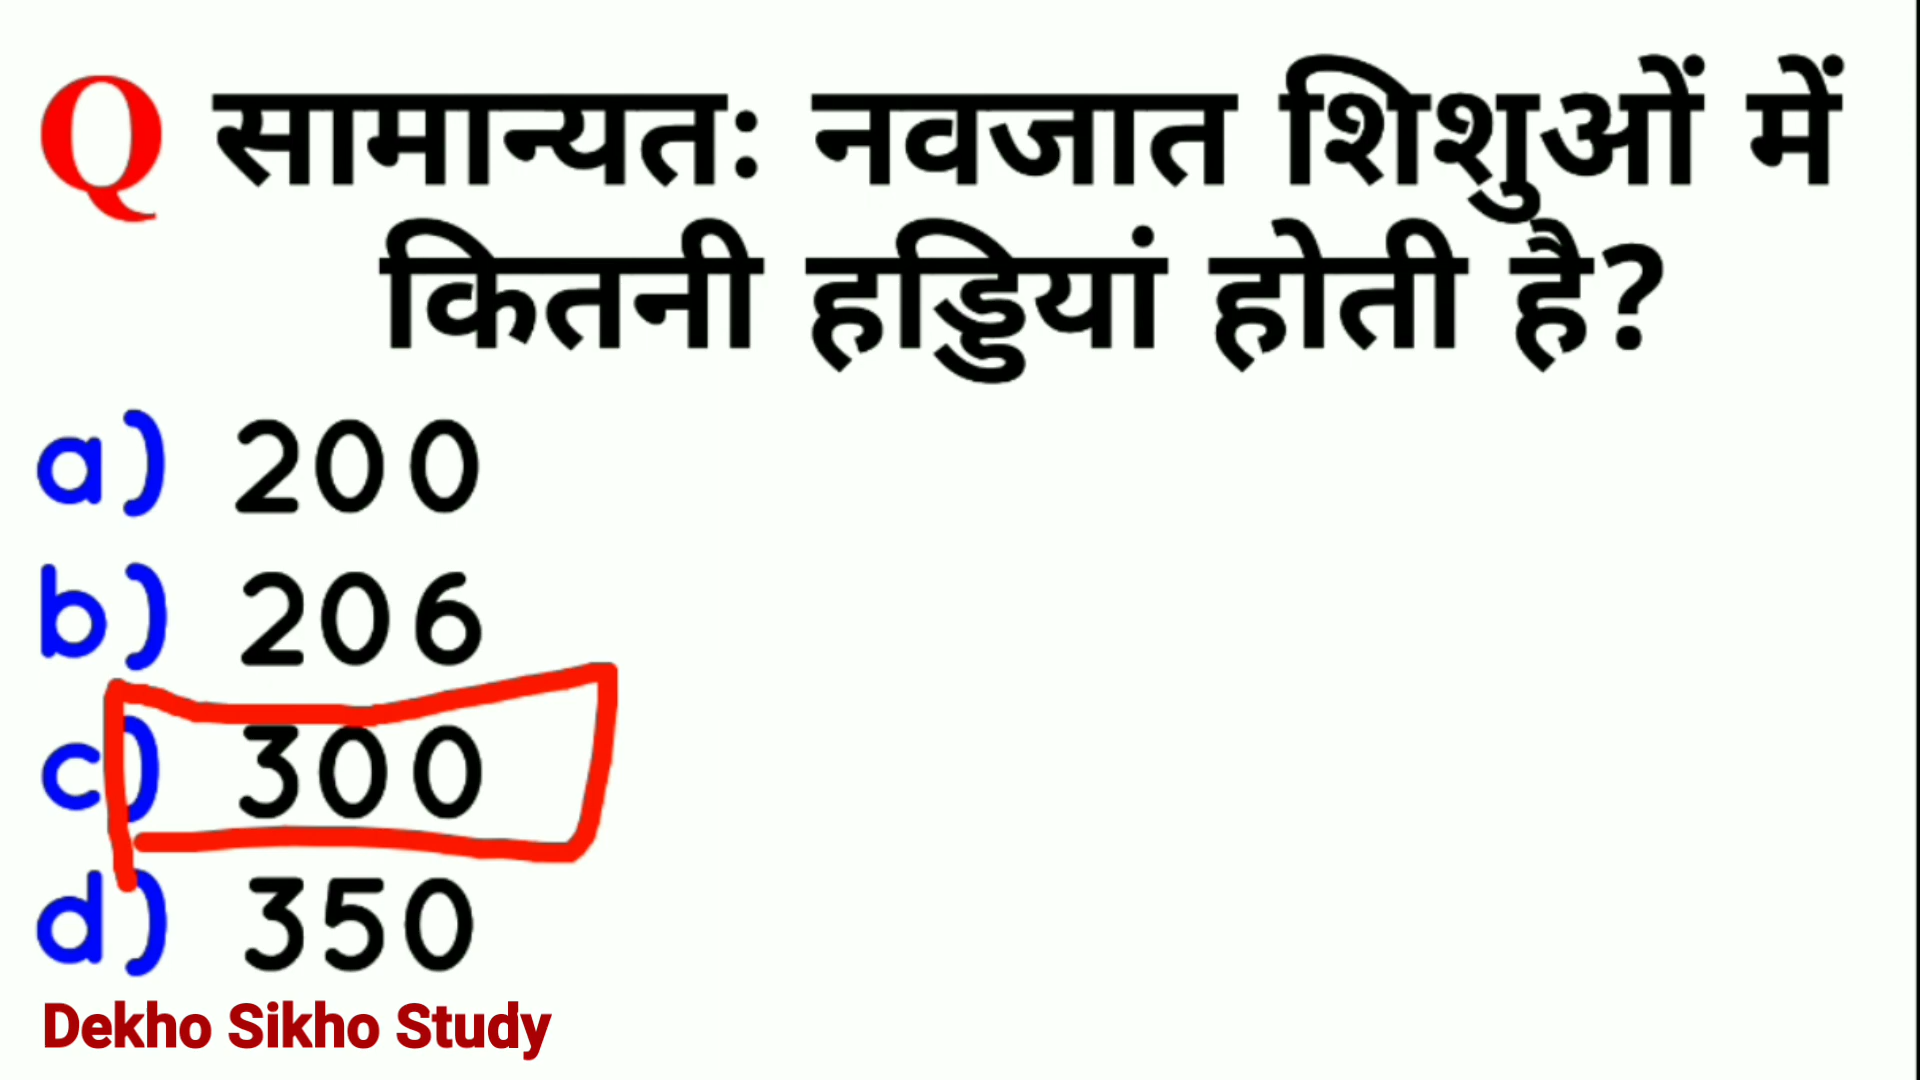 Q सामान्यतः नवजात शिशुओं में
कितनी हड्डियां होती है?
a) 200
b) 206
c) 300
d) 350
Dekho Sikho Study